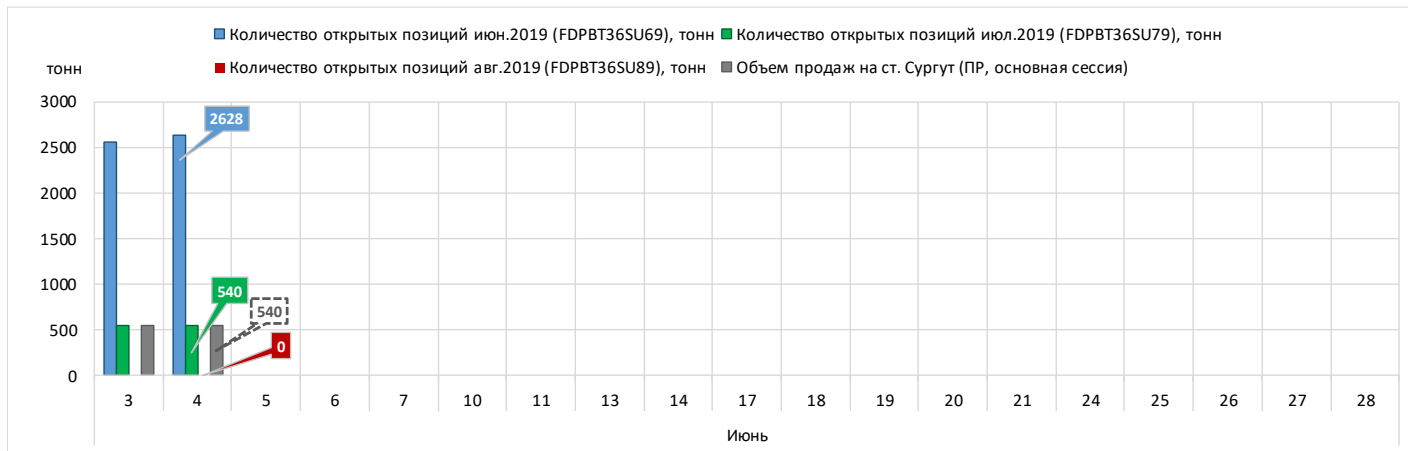 Количество открытых позиций июн.2019 (FDPBT36SU69), тонн Количество открытых позиций июл.2019 (FDPBT36SU79), тонн
тонн
Количество открытых позиций авг.2019 (FDPBT36SU89), тонн Объем продаж на ст. Сургут (ПР, основная сессия)
3000
2628
2500
2000
1500
1000
540
540
500
0
0
3 4 5 6 7 10 11 13 14 17 18 19 20 21 24 25 26 27 28
Июнь